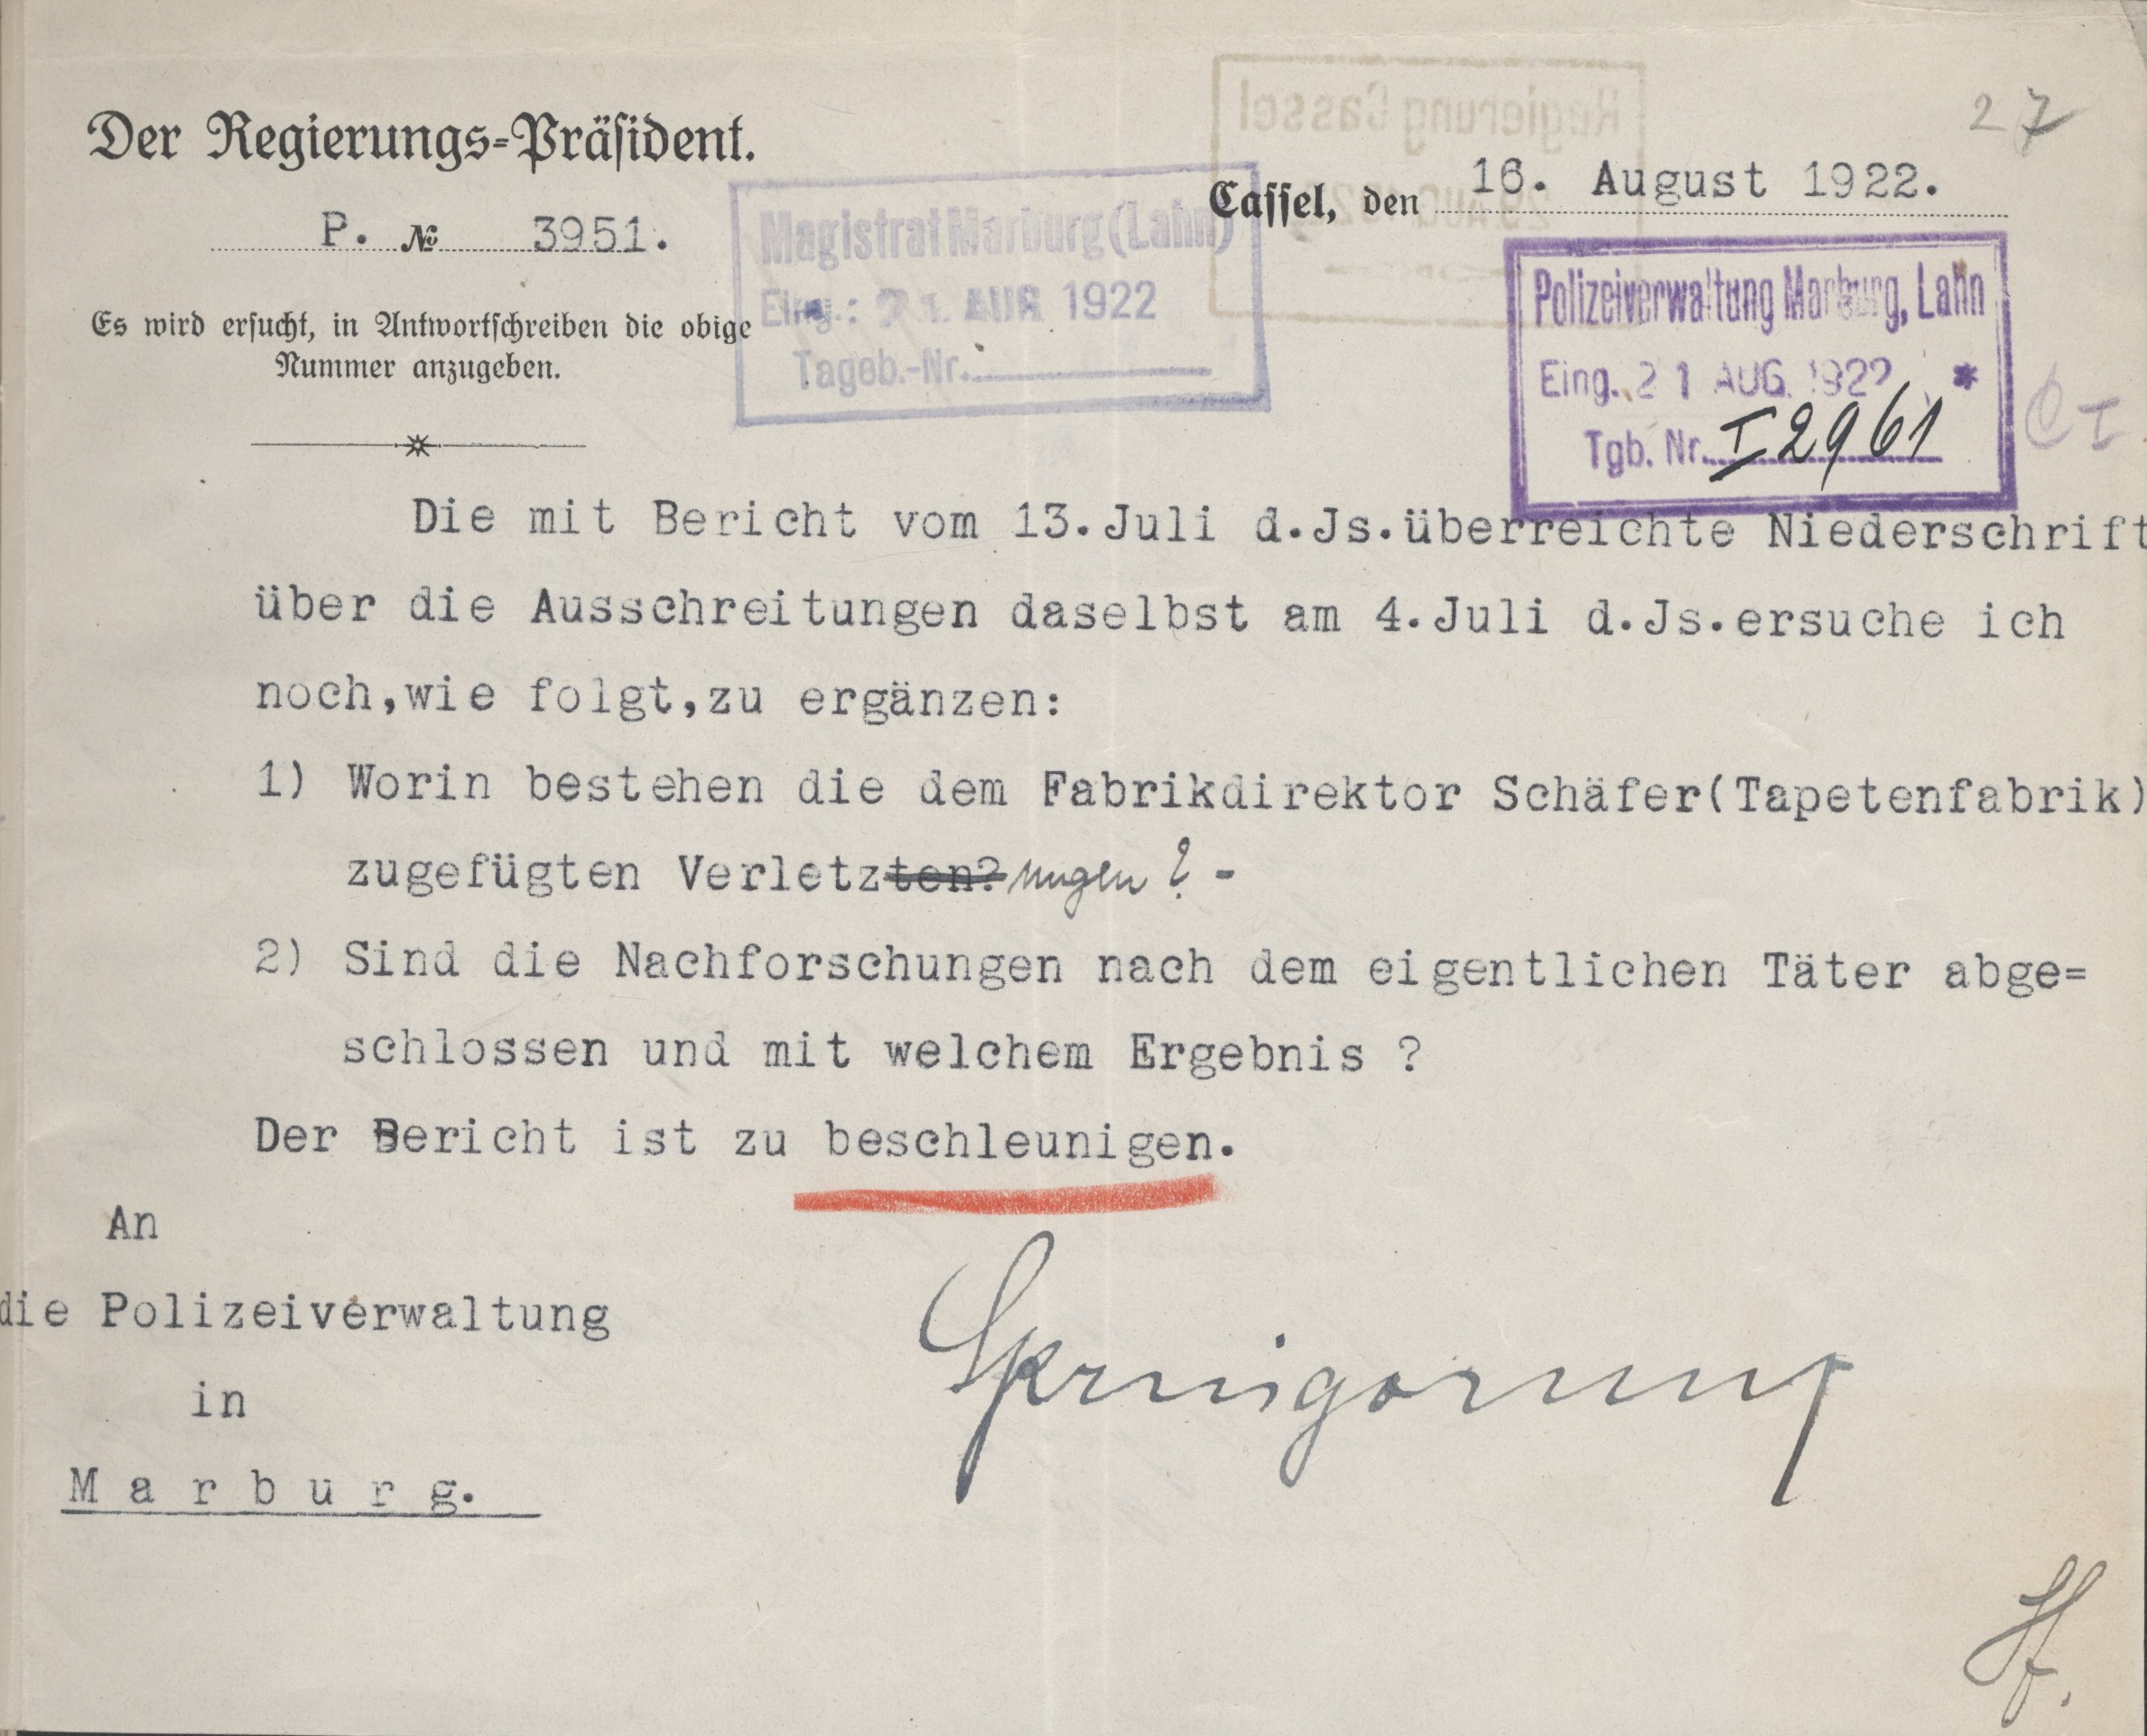 27
Der Regierungs-Präsident.
Cassel, den 16. August 1922.
P. № 3951.
Es wird ersucht, in Antwortschreiben die obige
Nummer anzugeben.
Regierung Cassel
Magistrat Marburg (Lahn)
Eing.: 21. AUG 1922
Tageb.-Nr.
Polizeiverwaltung Marburg, Lahn
Eing. 21 AUG. 1922 *
Tgb. Nr. I 2961
Die mit Bericht vom 13.Juli d.Js.überreichte Niederschrift
über die Ausschreitungen daselbst am 4.Juli d.Js.ersuche ich
noch,wie folgt,zu ergänzen:
1) Worin bestehen die dem Fabrikdirektor Schäfer(Tapetenfabrik)
zugefügten Verletzten? ungen? -
2) Sind die Nachforschungen nach dem eigentlichen Täter abge=
schlossen und mit welchem Ergebnis ?
Der Bericht ist zu beschleunigen.
An
die Polizeiverwaltung
in
Marburg.
Springorum